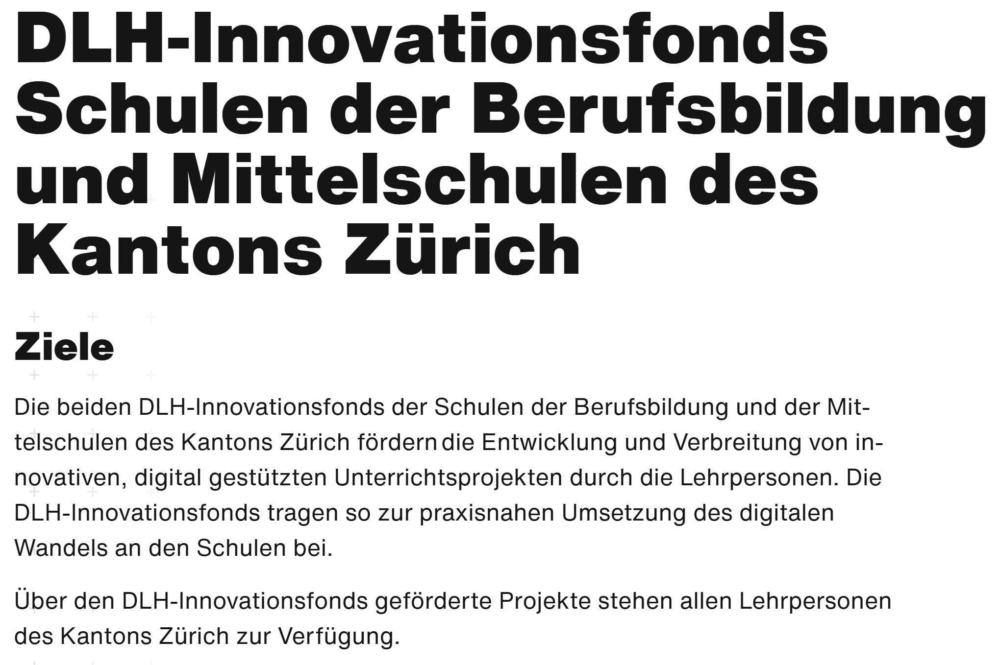 DLH-Innovationsfonds
Schulen der Berufsbildung
und Mittelschulen des
Kantons Zürich
Ziele
Die beiden DLH-Innovationsfonds der Schulen der Berufsbildung und der Mit-
telschulen des Kantons Zürich fördern die Entwicklung und Verbreitung von in-
novativen, digital gestützten Unterrichtsprojekten durch die Lehrpersonen. Die
DLH-Innovationsfonds tragen so zur praxisnahen Umsetzung des digitalen
Wandels an den Schulen bei.
Über den DLH-Innovationsfonds geförderte Projekte stehen allen Lehrpersonen
des Kantons Zürich zur Verfügung.